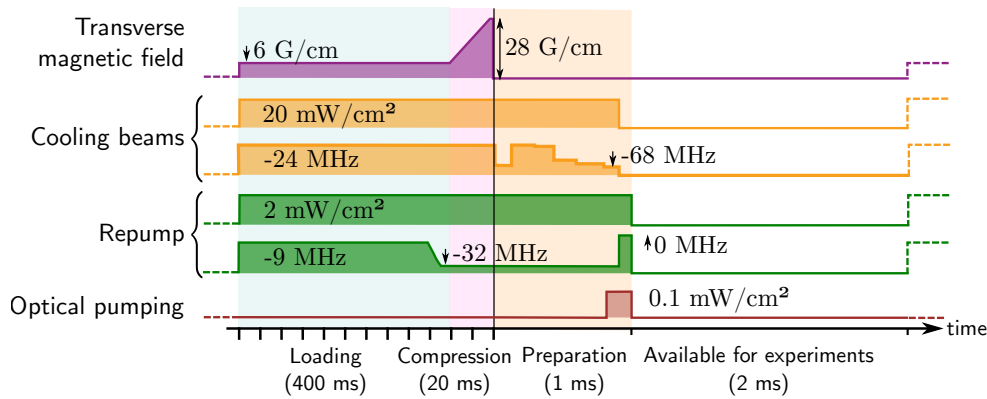 Transverse
magnetic field
6 G/cm
28 G/cm
Cooling beams
20 mW/cm²
-24 MHz
-68 MHz
Repump
2 mW/cm²
-9 MHz
-32 MHz
0 MHz
Optical pumping
0.1 mW/cm²
time
Loading
(400 ms)
Compression
(20 ms)
Preparation
(1 ms)
Available for experiments
(2 ms)